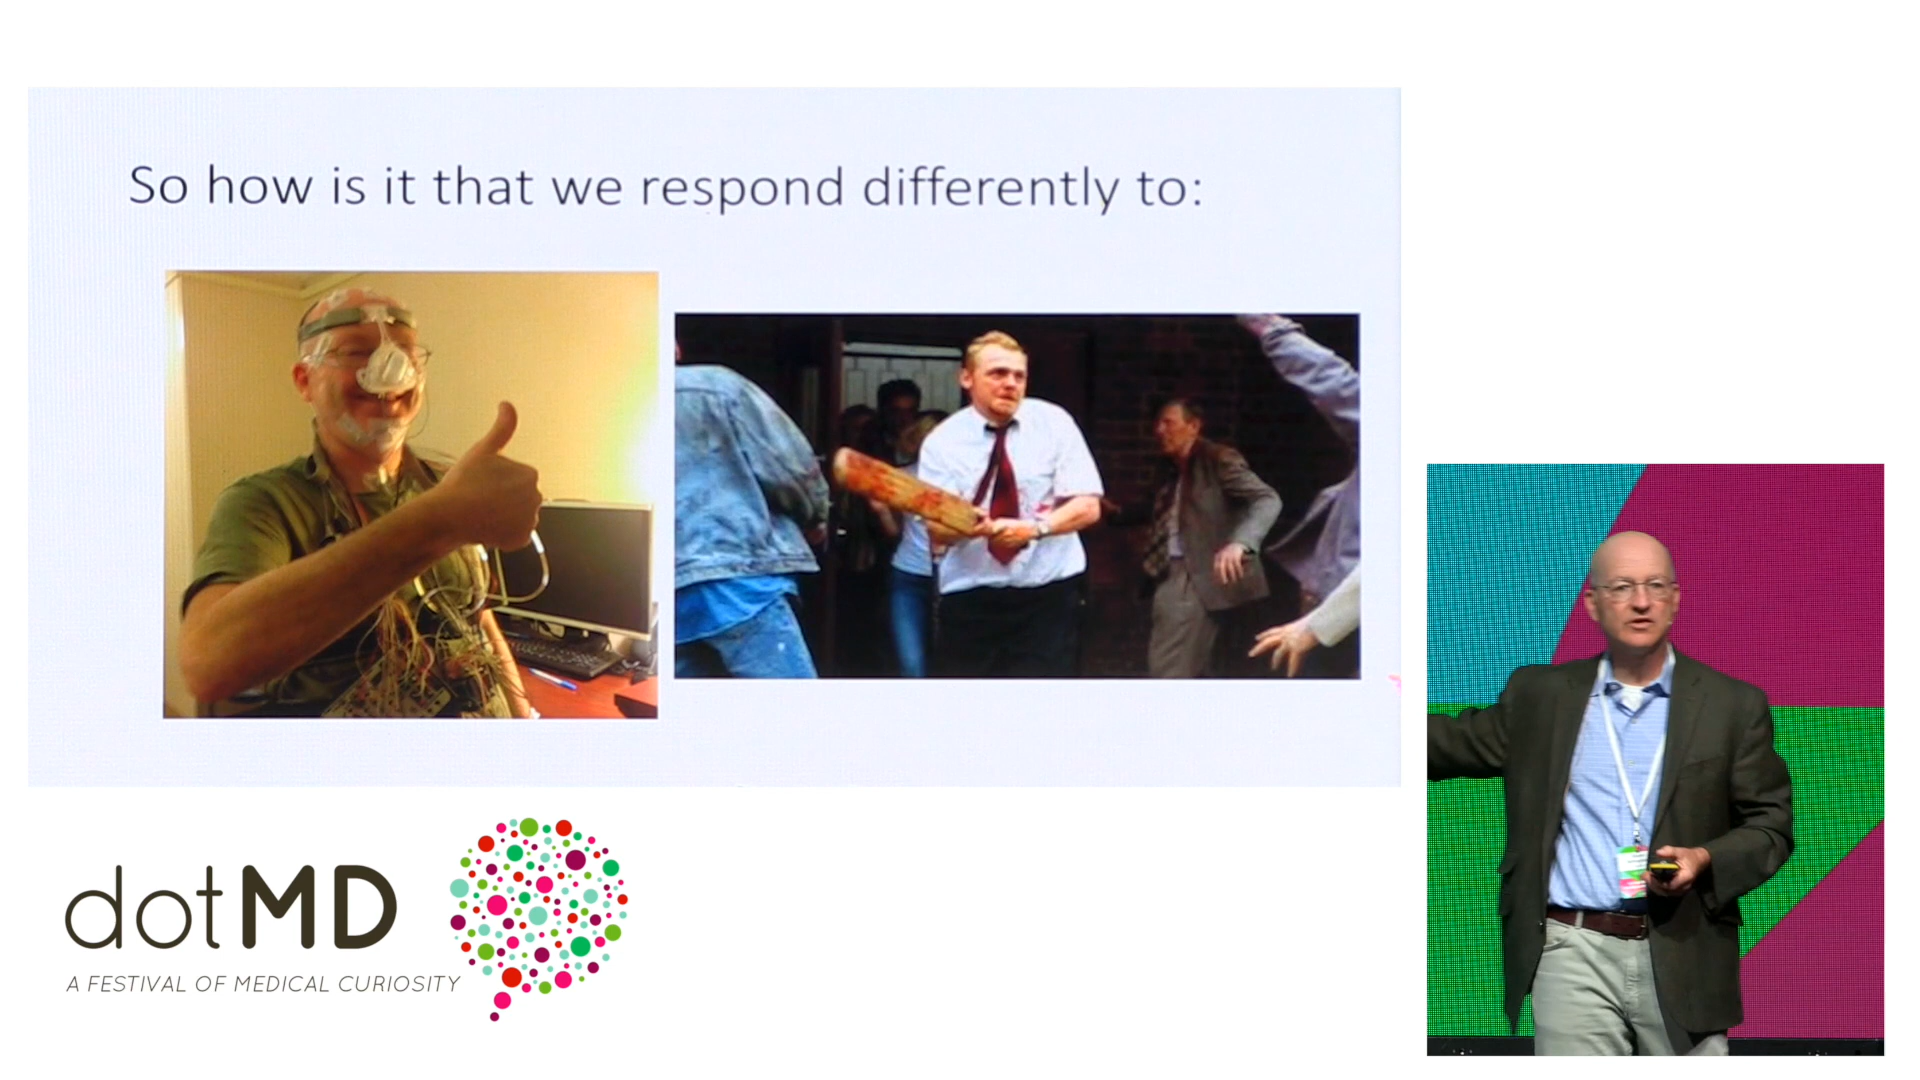 So how is it that we respond differently to:
dotMD
A FESTIVAL OF MEDICAL CURIOSITY